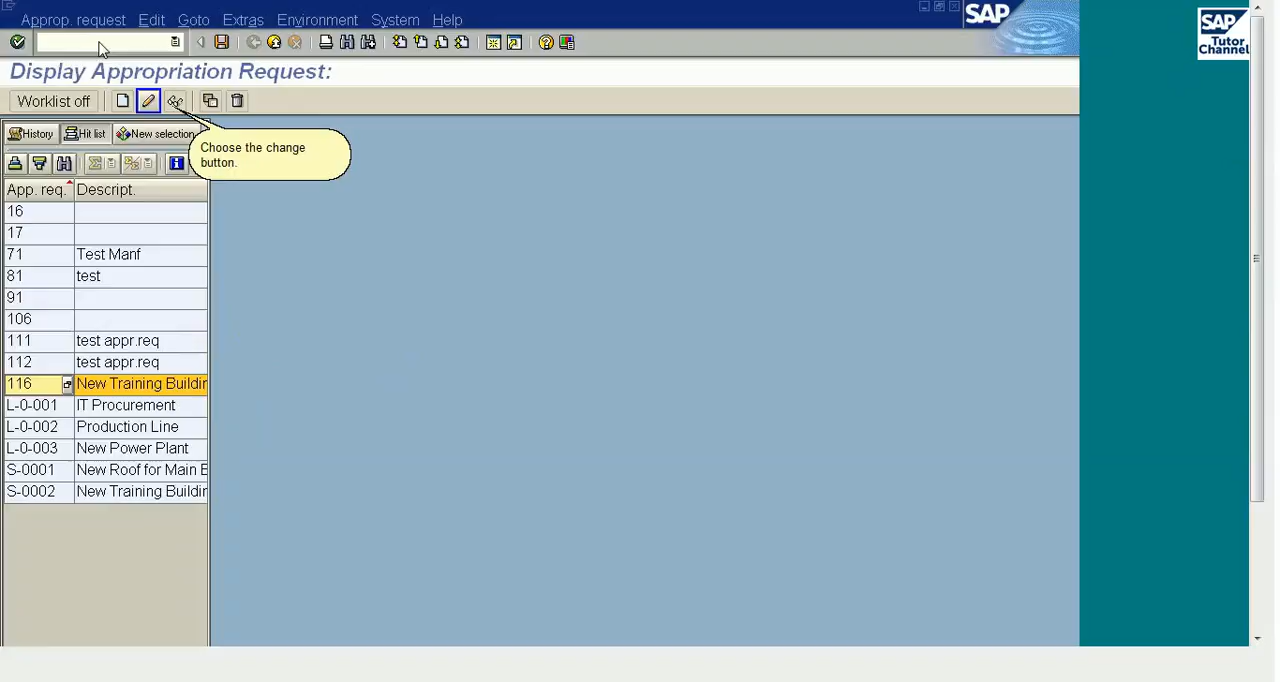 Approp. request Edit Goto Extras Environment System Help
SAP
SAP
Tutor
Channel
Display Appropriation Request:
Worklist off
Choose the change
button.
History Hit list New selection
App. req. Descript.
16
17
71 Test Manf
81 test
91
106
111 test appr.req
112 test appr.req
116 New Training Buildin
L-0-001 IT Procurement
L-0-002 Production Line
L-0-003 New Power Plant
S-0001 New Roof for Main E
S-0002 New Training Buildin